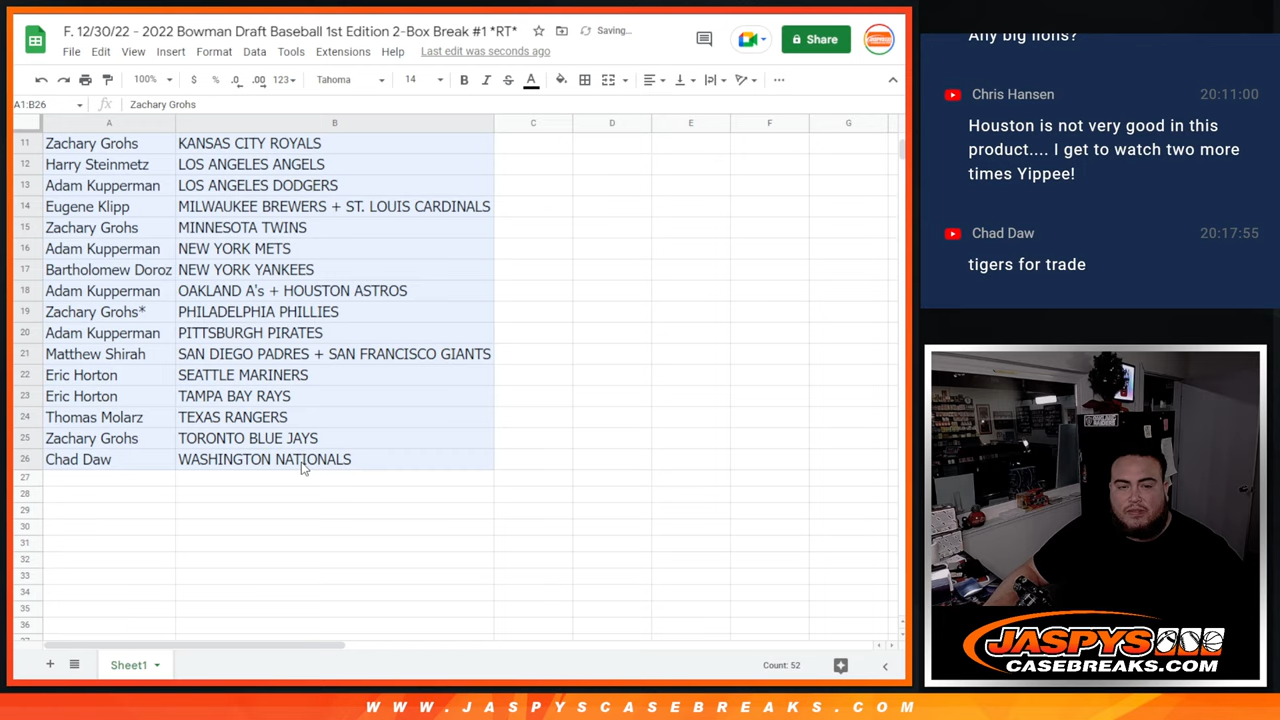 F. 12/30/22 - 2022 Bowman Draft Baseball 1st Edition 2-Box Break #1 *RT*
Saving...
File Edit View Insert Format Data Tools Extensions Help Last edit was seconds ago
Share
100% $ % .0 .00 123 Tahoma 14 B I S A
A1:B26 fx Zachary Grohs
A B C D E F G
11 Zachary Grohs KANSAS CITY ROYALS
12 Harry Steinmetz LOS ANGELES ANGELS
13 Adam Kupperman LOS ANGELES DODGERS
14 Eugene Klipp MILWAUKEE BREWERS + ST. LOUIS CARDINALS
15 Zachary Grohs MINNESOTA TWINS
16 Adam Kupperman NEW YORK METS
17 Bartholomew Doroz NEW YORK YANKEES
18 Adam Kupperman OAKLAND A's + HOUSTON ASTROS
19 Zachary Grohs* PHILADELPHIA PHILLIES
20 Adam Kupperman PITTSBURGH PIRATES
21 Matthew Shirah SAN DIEGO PADRES + SAN FRANCISCO GIANTS
22 Eric Horton SEATTLE MARINERS
23 Eric Horton TAMPA BAY RAYS
24 Thomas Molarz TEXAS RANGERS
25 Zachary Grohs TORONTO BLUE JAYS
26 Chad Daw WASHINGTON NATIONALS
27
28
29
30
31
32
33
34
35
36
Sheet1
Count: 52
Any big lions?
Chris Hansen 20:11:00
Houston is not very good in this
product.... I get to watch two more
times Yippee!
Chad Daw 20:17:55
tigers for trade
JASPYS
CASEBREAKS.COM
WWW.JASPYSCASEBREAKS.COM